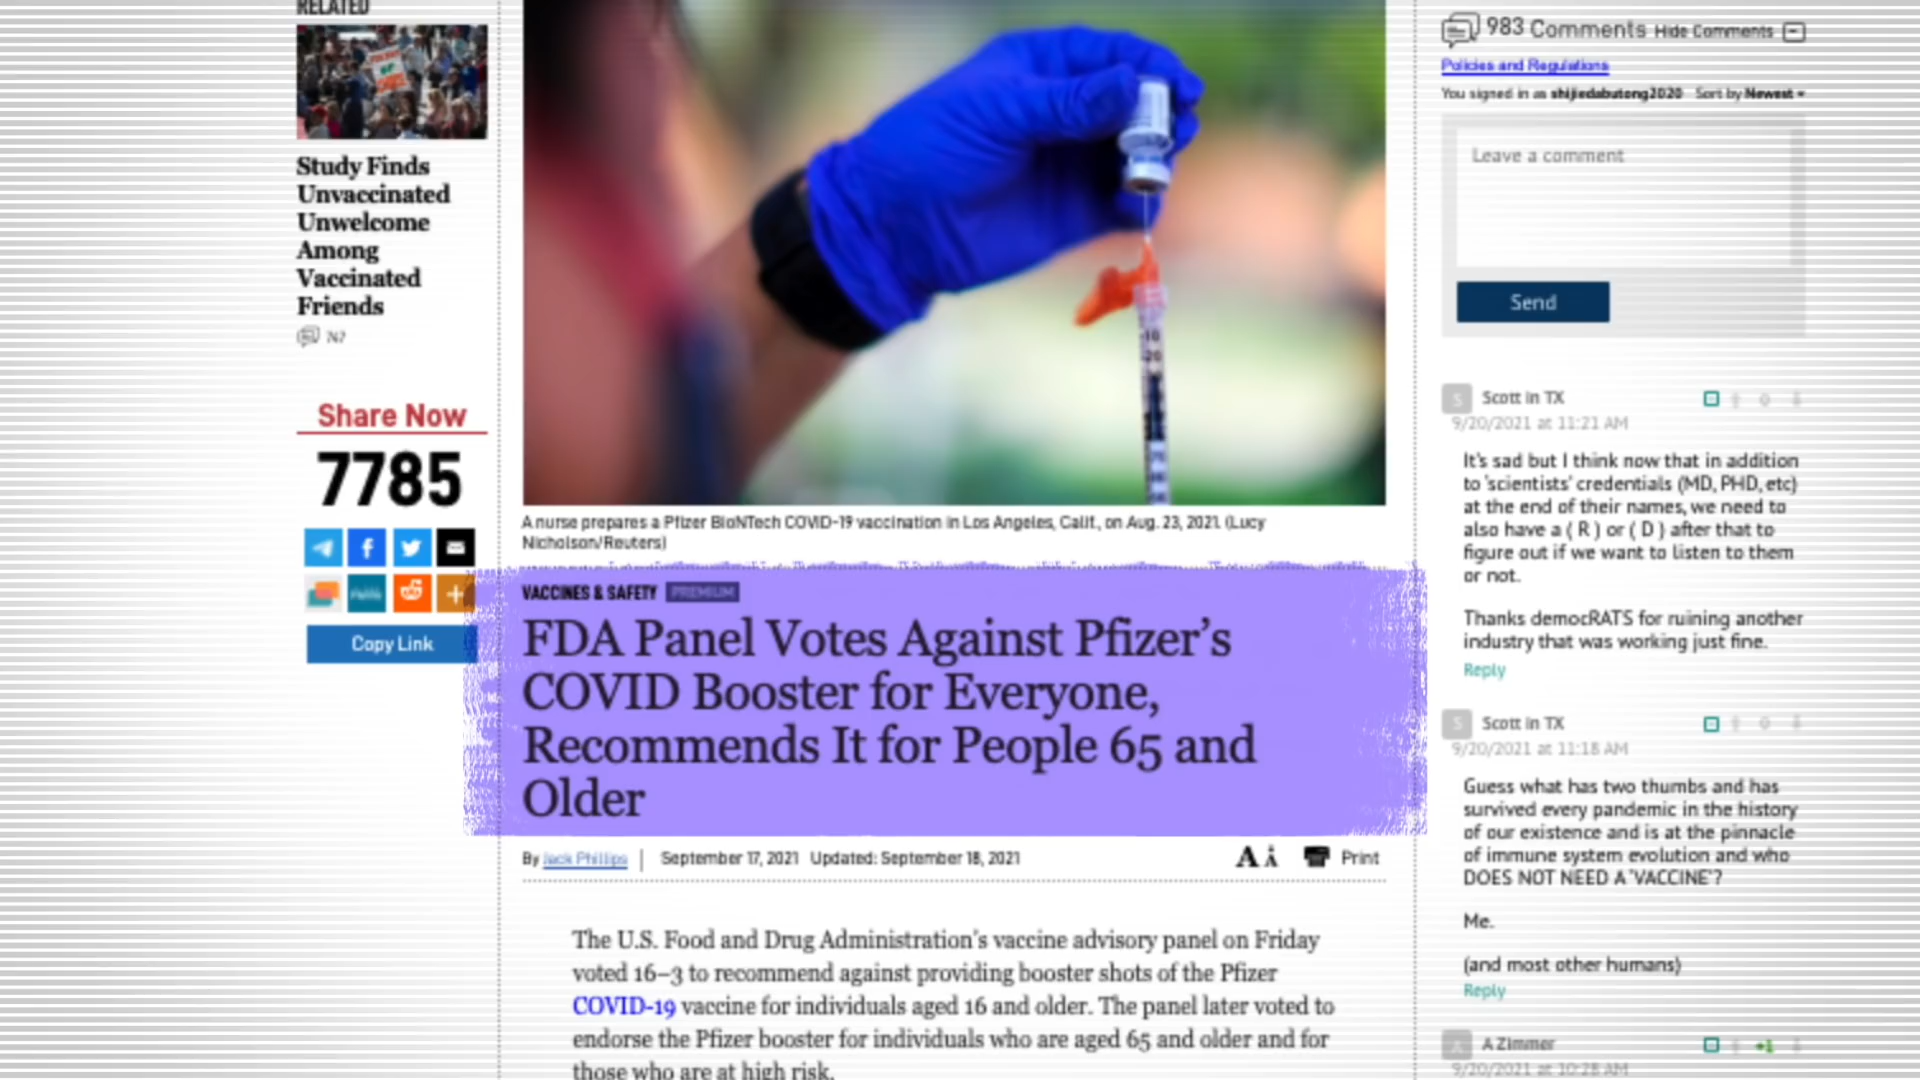 RELATED
Study Finds
Unvaccinated
Unwelcome
Among
Vaccinated
Friends
747
Share Now
7785
Copy Link
A nurse prepares a Pfizer BioNTech COVID-19 vaccination in Los Angeles, Calif., on Aug. 23, 2021. (Lucy
Nicholson/Reuters)
VACCINES & SAFETY PREMIUM
FDA Panel Votes Against Pfizer's
COVID Booster for Everyone,
Recommends It for People 65 and
Older
By Jack Phillips | September 17, 2021 Updated: September 18, 2021
A A Print
The U.S. Food and Drug Administration's vaccine advisory panel on Friday
voted 16–3 to recommend against providing booster shots of the Pfizer
COVID-19 vaccine for individuals aged 16 and older. The panel later voted to
endorse the Pfizer booster for individuals who are aged 65 and older and for
those who are at high risk.
983 Comments Hide Comments
Policies and Regulations
You signed in as shijiedabutong2020 Sort by Newest
Leave a comment
Send
S Scott in TX 0
9/20/2021 at 11:21 AM
It's sad but I think now that in addition
to 'scientists' credentials (MD, PHD, etc)
at the end of their names, we need to
also have a ( R ) or ( D ) after that to
figure out if we want to listen to them
or not.
Thanks democRATS for ruining another
industry that was working just fine.
Reply
S Scott in TX 0
9/20/2021 at 11:18 AM
Guess what has two thumbs and has
survived every pandemic in the history
of our existence and is at the pinnacle
of immune system evolution and who
DOES NOT NEED A 'VACCINE'?
Me.
(and most other humans)
Reply
A A Zimmer +1
9/20/2021 at 10:28 AM